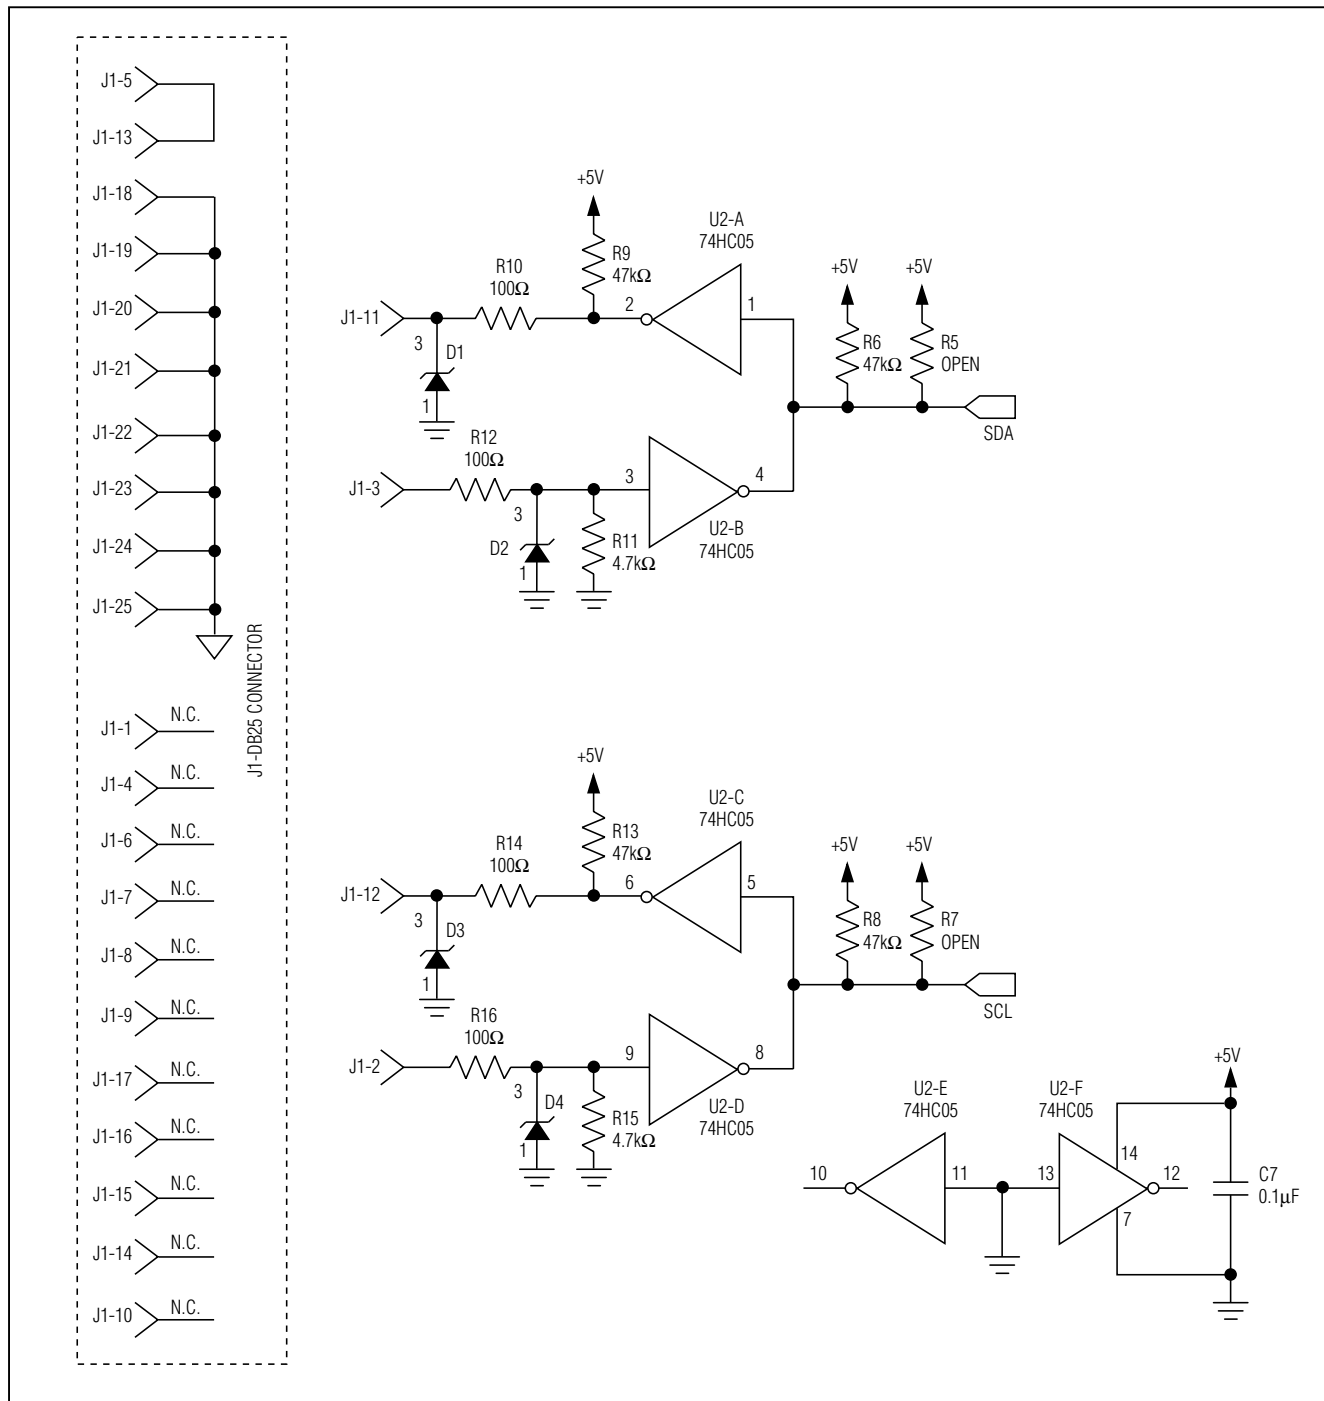 J1-5
J1-13
J1-18
J1-19
J1-20
J1-21
J1-22
J1-23
J1-24
J1-25
J1-DB25 CONNECTOR
J1-1 N.C.
J1-4 N.C.
J1-6 N.C.
J1-7 N.C.
J1-8 N.C.
J1-9 N.C.
J1-17 N.C.
J1-16 N.C.
J1-15 N.C.
J1-14 N.C.
J1-10 N.C.
+5V
U2-A
74HC05
R9
47kΩ
R10
100Ω
J1-11
2
1
3
D1
1
+5V
+5V
R6
47kΩ
R5
OPEN
SDA
R12
100Ω
J1-3
3
4
3
D2
1
R11
4.7kΩ
U2-B
74HC05
+5V
U2-C
74HC05
R13
47kΩ
R14
100Ω
J1-12
6
5
3
D3
1
+5V
+5V
R8
47kΩ
R7
OPEN
SCL
R16
100Ω
J1-2
9
8
3
D4
1
R15
4.7kΩ
U2-D
74HC05
U2-E
74HC05
U2-F
74HC05
+5V
10
11
13
14
12
7
C7
0.1µF